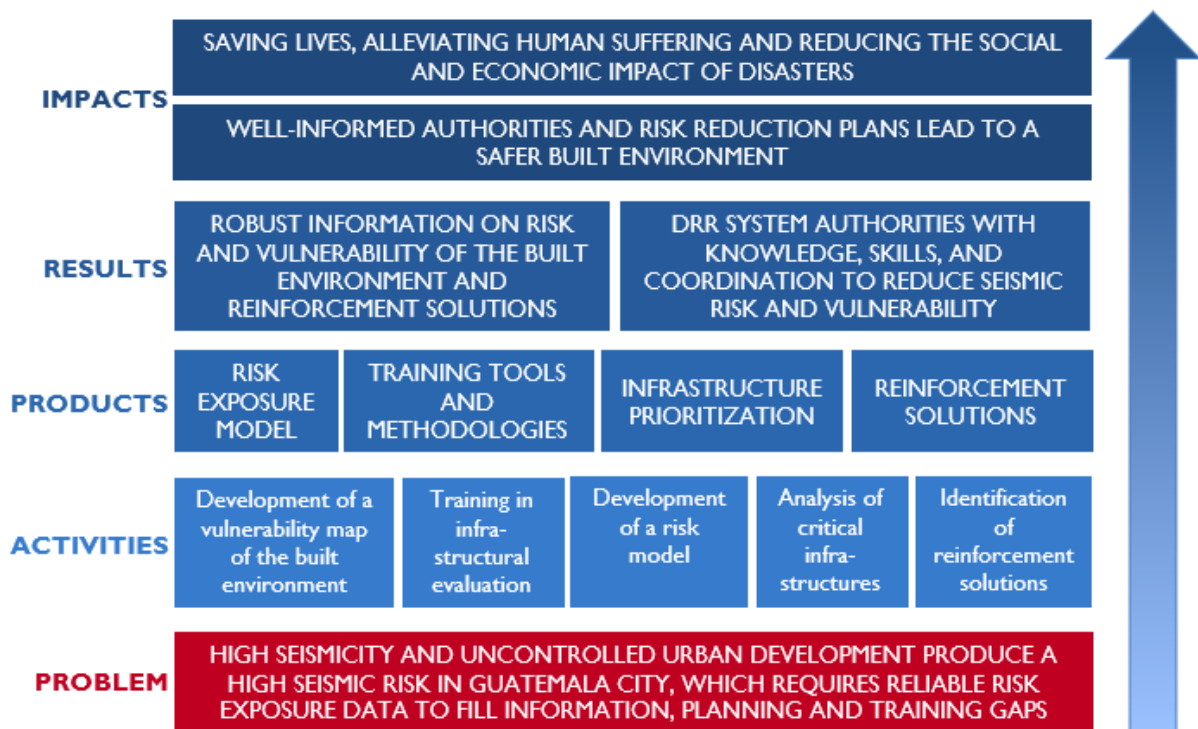 IMPACTS
SAVING LIVES, ALLEVIATING HUMAN SUFFERING AND REDUCING THE SOCIAL
AND ECONOMIC IMPACT OF DISASTERS
WELL-INFORMED AUTHORITIES AND RISK REDUCTION PLANS LEAD TO A
SAFER BUILT ENVIRONMENT
RESULTS
ROBUST INFORMATION ON RISK
AND VULNERABILITY OF THE BUILT
ENVIRONMENT AND
REINFORCEMENT SOLUTIONS
DRR SYSTEM AUTHORITIES WITH
KNOWLEDGE, SKILLS, AND
COORDINATION TO REDUCE SEISMIC
RISK AND VULNERABILITY
PRODUCTS
RISK
EXPOSURE
MODEL
TRAINING TOOLS
AND
METHODOLOGIES
INFRASTRUCTURE
PRIORITIZATION
REINFORCEMENT
SOLUTIONS
ACTIVITIES
Development of a
vulnerability map
of the built
environment
Training in
infra-
structural
evaluation
Development
of a risk
model
Analysis of
critical
infra-
structures
Identification
of
reinforcement
solutions
PROBLEM
HIGH SEISMICITY AND UNCONTROLLED URBAN DEVELOPMENT PRODUCE A
HIGH SEISMIC RISK IN GUATEMALA CITY, WHICH REQUIRES RELIABLE RISK
EXPOSURE DATA TO FILL INFORMATION, PLANNING AND TRAINING GAPS